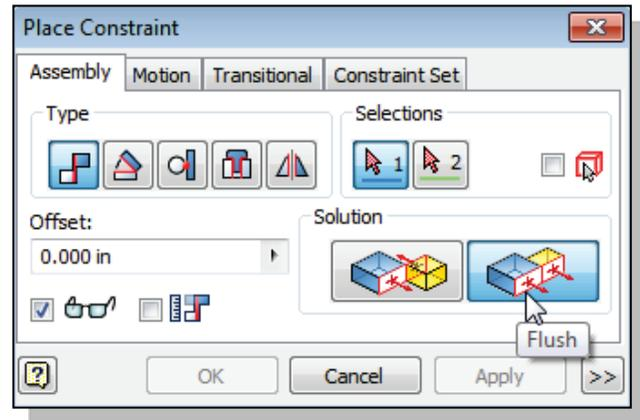 Place Constraint
Assembly Motion Transitional Constraint Set
Type
Selections
1 2
Offset:
Solution
0.000 in
Flush
OK Cancel Apply >>